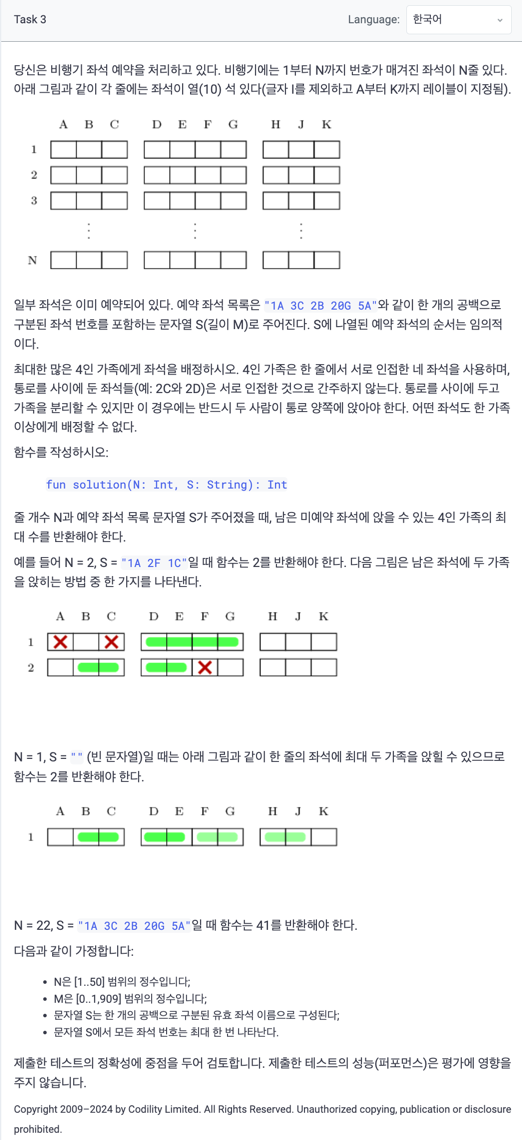 Task 3
Language: 한국어
당신은 비행기 좌석 예약을 처리하고 있다. 비행기에는 1부터 N까지 번호가 매겨진 좌석이 N줄 있다.
아래 그림과 같이 각 줄에는 좌석이 열(10) 석 있다(글자 I를 제외하고 A부터 K까지 레이블이 지정됨).
A B C D E F G H J K
1
2
3
⋮ ⋮ ⋮
N
일부 좌석은 이미 예약되어 있다. 예약 좌석 목록은 "1A 3C 2B 20G 5A"와 같이 한 개의 공백으로
구분된 좌석 번호를 포함하는 문자열 S(길이 M)로 주어진다. S에 나열된 예약 좌석의 순서는 임의적
이다.
최대한 많은 4인 가족에게 좌석을 배정하시오. 4인 가족은 한 줄에서 서로 인접한 네 좌석을 사용하며,
통로를 사이에 둔 좌석들(예: 2C와 2D)은 서로 인접한 것으로 간주하지 않는다. 통로를 사이에 두고
가족을 분리할 수 있지만 이 경우에는 반드시 두 사람이 통로 양쪽에 앉아야 한다. 어떤 좌석도 한 가족
이상에게 배정할 수 없다.
함수를 작성하시오:
fun solution(N: Int, S: String): Int
줄 개수 N과 예약 좌석 목록 문자열 S가 주어졌을 때, 남은 미예약 좌석에 앉을 수 있는 4인 가족의 최
대 수를 반환해야 한다.
예를 들어 N = 2, S = "1A 2F 1C"일 때 함수는 2를 반환해야 한다. 다음 그림은 남은 좌석에 두 가족
을 앉히는 방법 중 한 가지를 나타낸다.
A B C D E F G H J K
1
2
N = 1, S = "" (빈 문자열)일 때는 아래 그림과 같이 한 줄의 좌석에 최대 두 가족을 앉힐 수 있으므로
함수는 2를 반환해야 한다.
A B C D E F G H J K
1
N = 22, S = "1A 3C 2B 20G 5A"일 때 함수는 41를 반환해야 한다.
다음과 같이 가정합니다:
• N은 [1..50] 범위의 정수입니다;
• M은 [0..1,909] 범위의 정수입니다;
• 문자열 S는 한 개의 공백으로 구분된 유효 좌석 이름으로 구성된다;
• 문자열 S에서 모든 좌석 번호는 최대 한 번 나타난다.
제출한 테스트의 정확성에 중점을 두어 검토합니다. 제출한 테스트의 성능(퍼포먼스)은 평가에 영향을
주지 않습니다.
Copyright 2009–2024 by Codility Limited. All Rights Reserved. Unauthorized copying, publication or disclosure
prohibited.